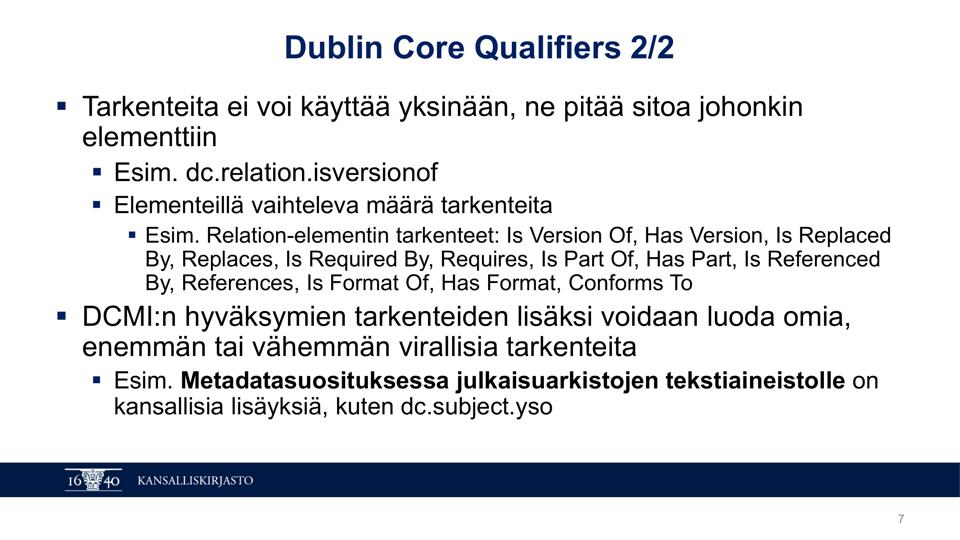 Dublin Core Qualifiers 2/2
▪ Tarkenteita ei voi käyttää yksinään, ne pitää sitoa johonkin
elementtiin
▪ Esim. dc.relation.isversionof
▪ Elementeillä vaihteleva määrä tarkenteita
▪ Esim. Relation-elementin tarkenteet: Is Version Of, Has Version, Is Replaced
By, Replaces, Is Required By, Requires, Is Part Of, Has Part, Is Referenced
By, References, Is Format Of, Has Format, Conforms To
▪ DCMI:n hyväksymien tarkenteiden lisäksi voidaan luoda omia,
enemmän tai vähemmän virallisia tarkenteita
▪ Esim. Metadatasuosituksessa julkaisuarkistojen tekstiaineistolle on
kansallisia lisäyksiä, kuten dc.subject.yso
16 40 KANSALLISKIRJASTO
7